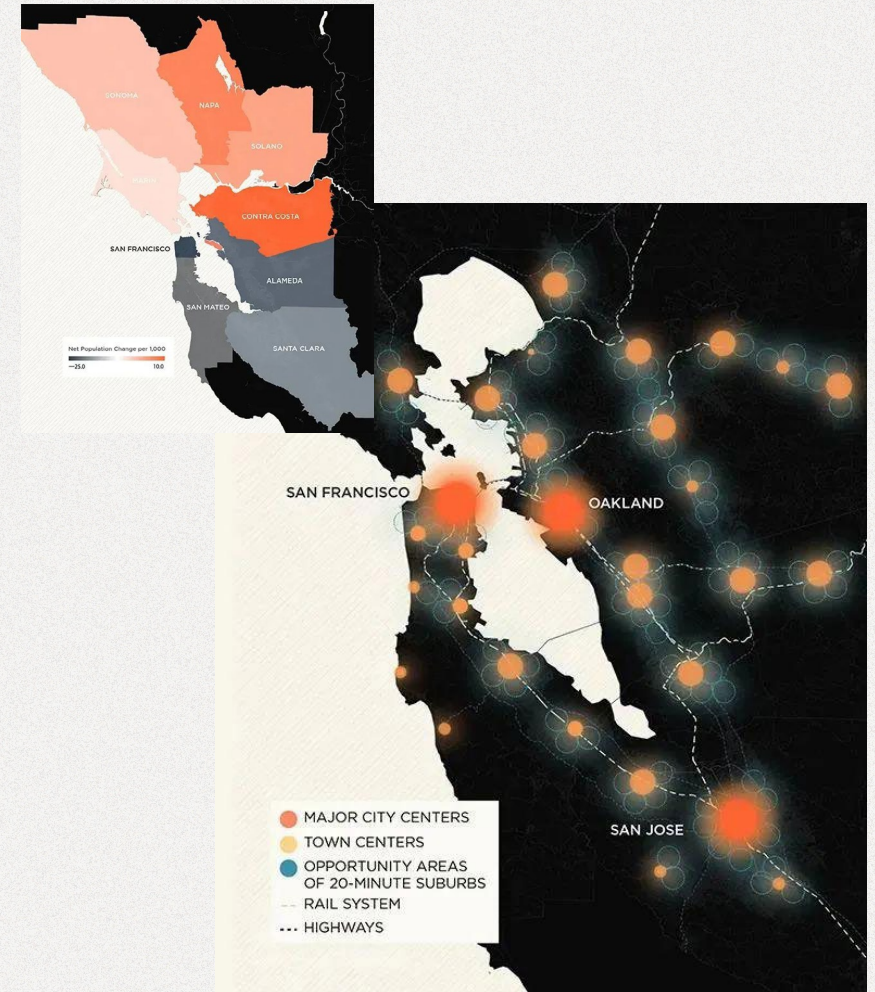 SONOMA
NAPA
SOLANO
MARIN
CONTRA COSTA
SAN FRANCISCO
ALAMEDA
SAN MATEO
SANTA CLARA
Net Population Change per 1,000
—25.0 10.0
SAN FRANCISCO
OAKLAND
SAN JOSE
MAJOR CITY CENTERS
TOWN CENTERS
OPPORTUNITY AREAS
OF 20-MINUTE SUBURBS
RAIL SYSTEM
HIGHWAYS